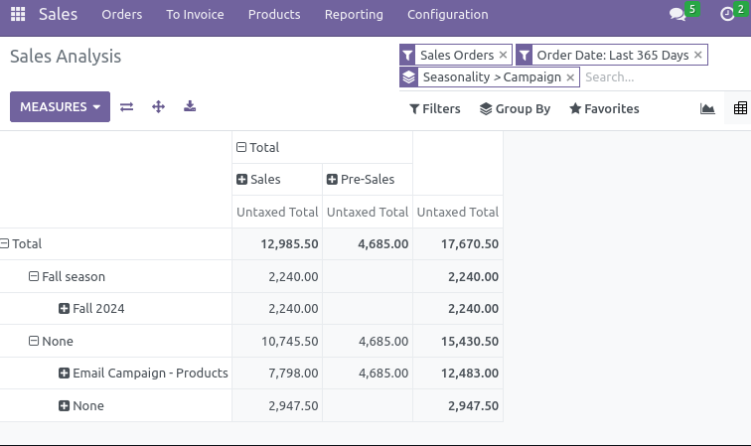 Sales Orders To Invoice Products Reporting Configuration 5 2
Sales Analysis
Sales Orders × Order Date: Last 365 Days ×
Seasonality > Campaign × Search...
MEASURES Filters Group By Favorites
Total
Sales Pre-Sales
Untaxed Total Untaxed Total Untaxed Total
Total 12,985.50 4,685.00 17,670.50
Fall season 2,240.00 2,240.00
Fall 2024 2,240.00 2,240.00
None 10,745.50 4,685.00 15,430.50
Email Campaign - Products 7,798.00 4,685.00 12,483.00
None 2,947.50 2,947.50